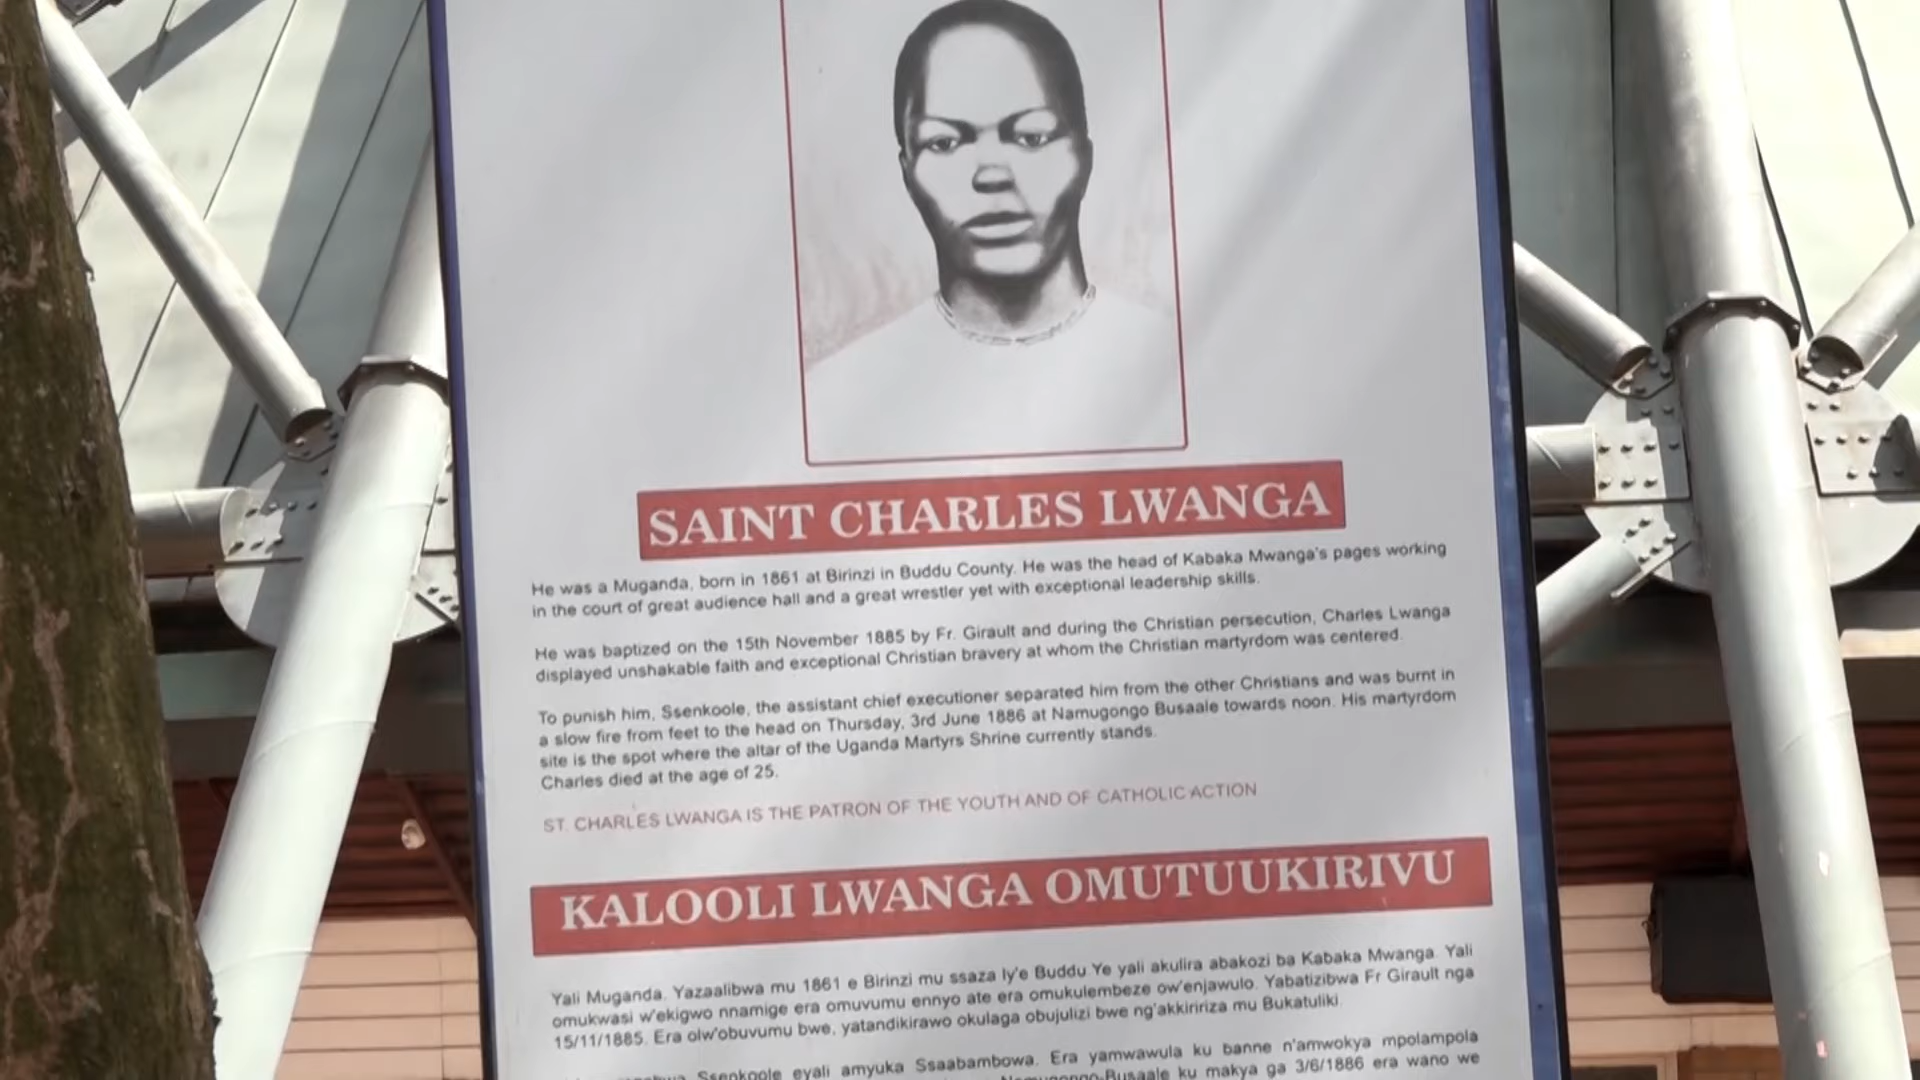 SAINT CHARLES LWANGA
He was a Muganda, born in 1861 at Birinzi in Buddu County. He was the head of Kabaka Mwanga's pages working
in the court of great audience hall and a great wrestler yet with exceptional leadership skills.
He was baptized on the 15th November 1885 by Fr. Girault and during the Christian persecution, Charles Lwanga
displayed unshakable faith and exceptional Christian bravery at whom the Christian martyrdom was centered.
To punish him, Ssenkoole, the assistant chief executioner separated him from the other Christians and was burnt in
a slow fire from feet to the head on Thursday, 3rd June 1886 at Namugongo Busaale towards noon. His martyrdom
site is the spot where the altar of the Uganda Martyrs Shrine currently stands.
Charles died at the age of 25.
ST. CHARLES LWANGA IS THE PATRON OF THE YOUTH AND OF CATHOLIC ACTION
KALOOLI LWANGA OMUTUUKIRIVU
Yali Muganda. Yazaalibwa mu 1861 e Birinzi mu ssaza ly'e Buddu.Ye yali akulira abakozi ba Kabaka Mwanga. Yali
omukwasi w'ekigwo nnamige era omuvumu ennyo ate era omukulembeze ow'enjawulo. Yabatizibwa Fr Girault nga
15/11/1885. Era olw'obuvumu bwe, yatandikirawo okulaga obujulizi bwe ng'akkiririza mu Bukatuliki.
Ssenkoole eyali amyuka Ssaabambowa. Era yamwawula ku banne n'amwokya mpolampola
Namugongo-Busaale ku makya ga 3/6/1886 era wano we